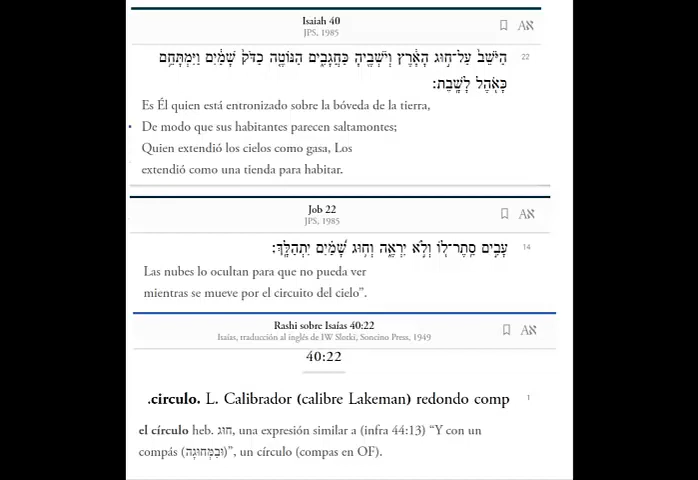 Isaiah 40
JPS, 1985
22
הַיֹּשֵׁב֙ עַל־ח֣וּג הָאָ֔רֶץ וְיֹשְׁבֶ֖יהָ כַּחֲגָבִ֑ים הַנּוֹטֶ֤ה כַדֹּק֙ שָׁמַ֔יִם וַיִּמְתָּחֵ֥ם
כָּאֹ֖הֶל לָשָֽׁבֶת׃
Es Él quien está entronizado sobre la bóveda de la tierra,
De modo que sus habitantes parecen saltamontes;
Quien extendió los cielos como gasa, Los
extendió como una tienda para habitar.
Job 22
JPS, 1985
14
עָבִ֣ים סֵֽתֶר־ל֭וֹ וְלֹ֣א יִרְאֶ֑ה וְח֥וּג שָׁ֝מַ֗יִם יִתְהַלָּֽךְ׃
Las nubes lo ocultan para que no pueda ver
mientras se mueve por el circuito del cielo”.
Rashi sobre Isaías 40:22
Isaías, traducción al inglés de IW Slotki, Soncino Press, 1949
40:22
.circulo. L. Calibrador (calibre Lakeman) redondo comp
1
el círculo heb. חוּג, una expresión similar a (infra 44:13) “Y con un
compás (וּבַמְּחוּגָה)”, un círculo (compas en OF).